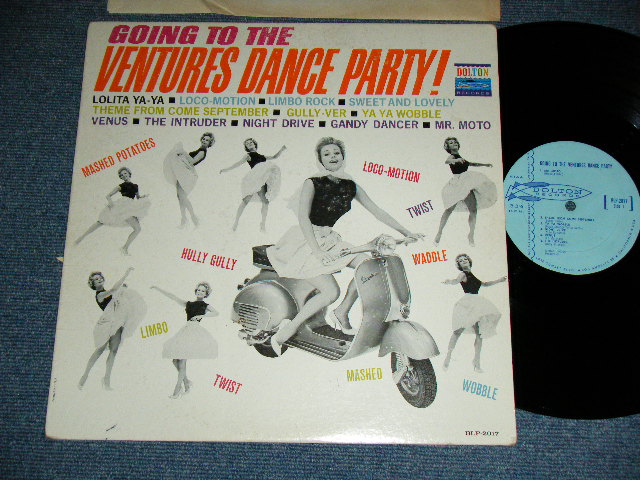 GOING TO THE
VENTURES DANCE PARTY!
DOLTON
RECORDS
LOLITA YA-YA ■ LOCO-MOTION ■ LIMBO ROCK ■ SWEET AND LOVELY
THEME FROM COME SEPTEMBER ■ GULLY-VER ■ YA YA WOBBLE
VENUS ■ THE INTRUDER ■ NIGHT DRIVE ■ GANDY DANCER ■ MR. MOTO
MASHED POTATOES
LOCO-MOTION
TWIST
HULLY GULLY
WADDLE
LIMBO
TWIST
MASHED
WOBBLE
BLP-2017
GOING TO THE VENTURES DANCE PARTY
DOLTON
BLP-2017